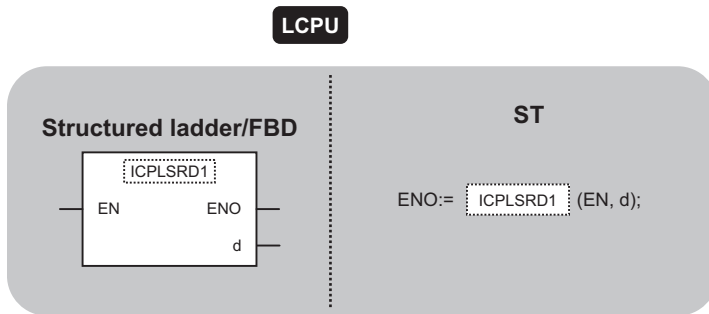 LCPU
Structured ladder/FBD
ICPLSRD1
EN ENO
d
ST
ENO:= ICPLSRD1 (EN, d);